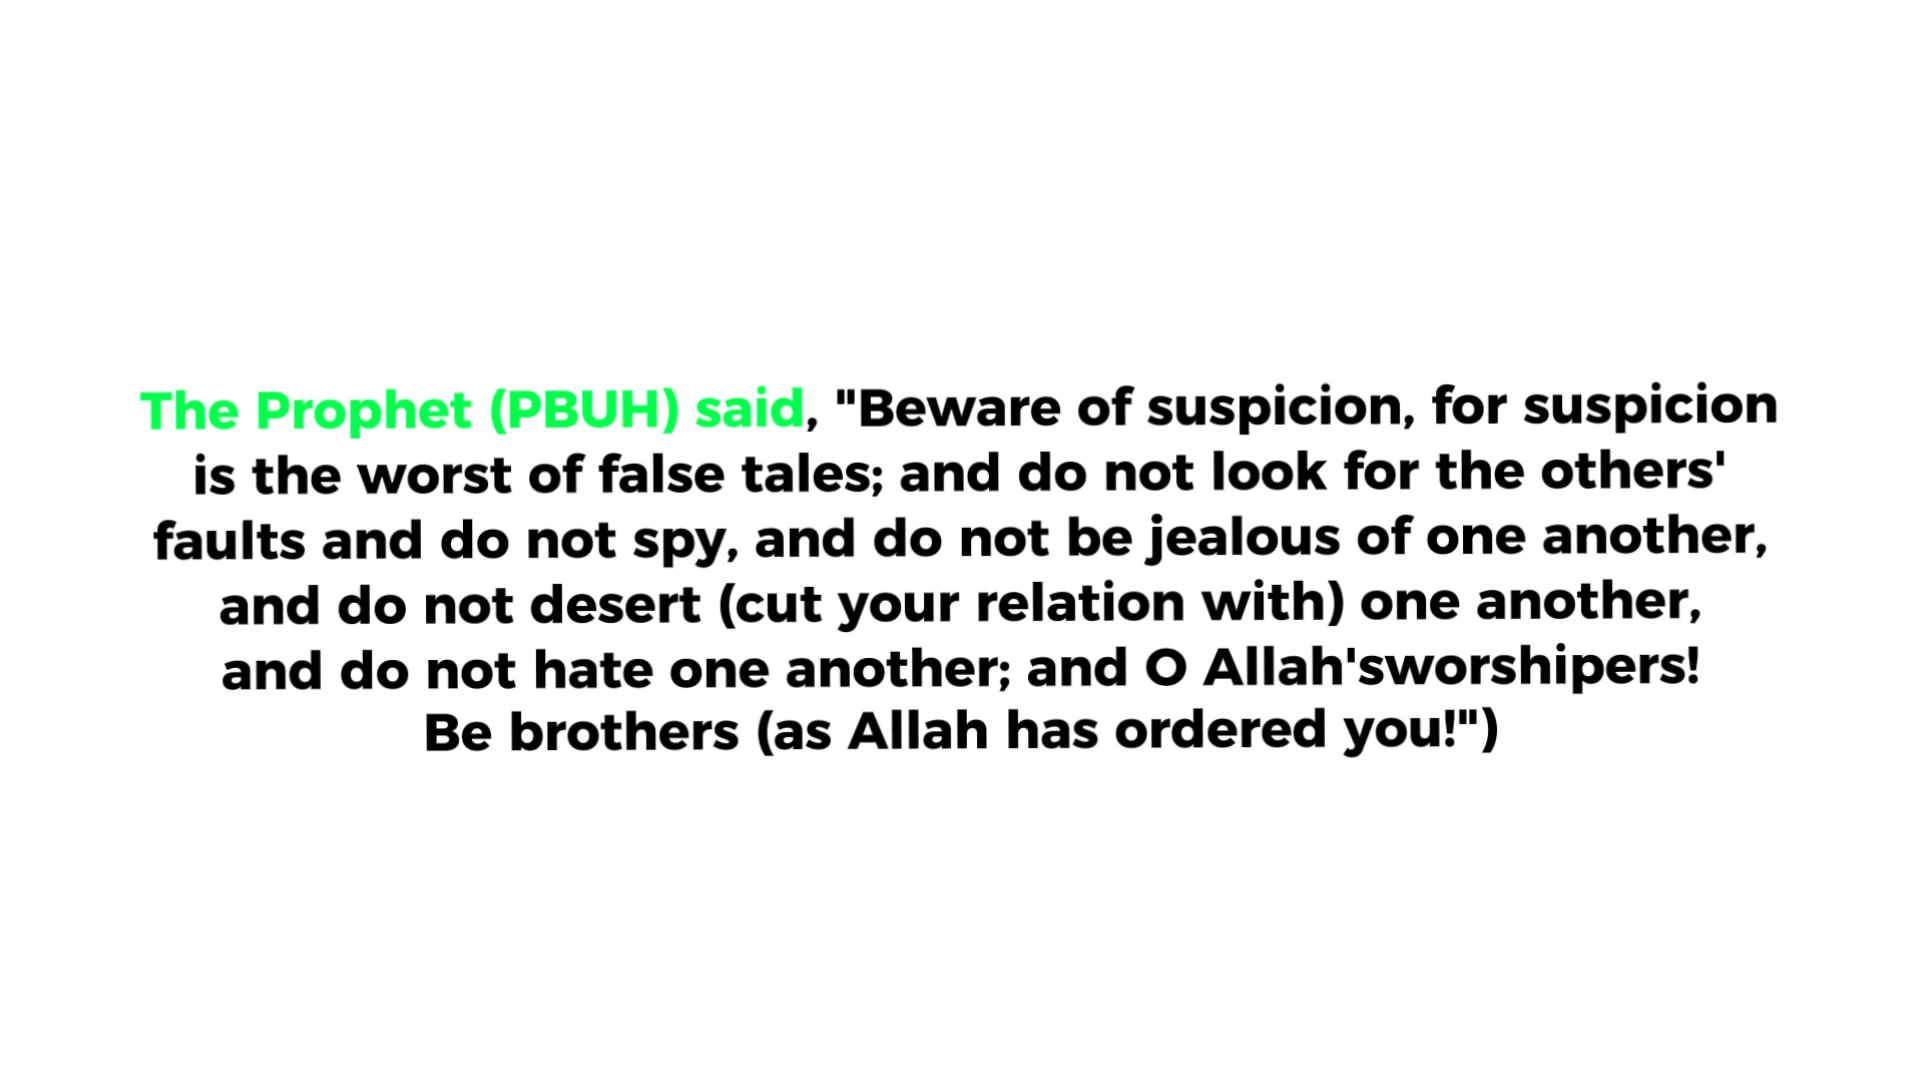 The Prophet (PBUH) said, "Beware of suspicion, for suspicion
is the worst of false tales; and do not look for the others'
faults and do not spy, and do not be jealous of one another,
and do not desert (cut your relation with) one another,
and do not hate one another; and O Allah'sworshipers!
Be brothers (as Allah has ordered you!")